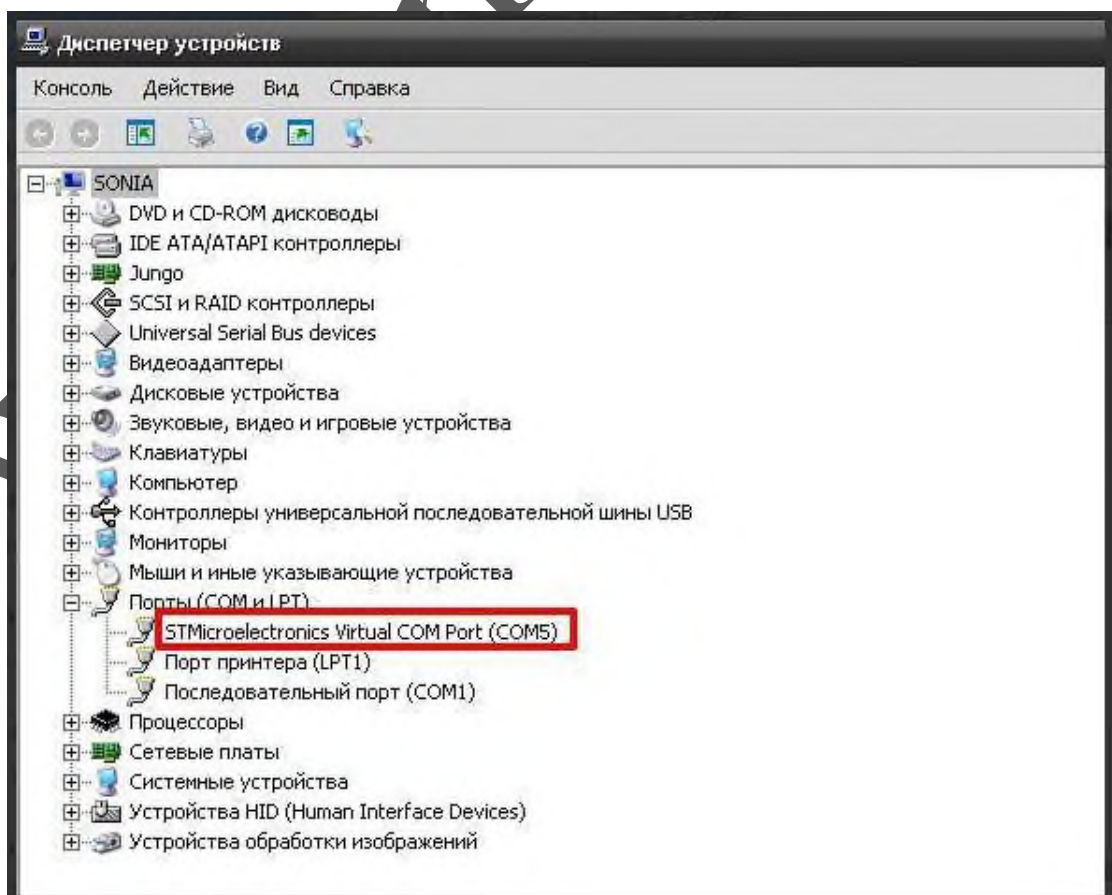 Диспетчер устройств
Консоль Действие Вид Справка
SONIA
DVD и CD-ROM дисководы
IDE ATA/ATAPI контроллеры
Jungo
SCSI и RAID контроллеры
Universal Serial Bus devices
Видеоадаптеры
Дисковые устройства
Звуковые, видео и игровые устройства
Клавиатуры
Компьютер
Контроллеры универсальной последовательной шины USB
Мониторы
Мыши и иные указывающие устройства
Порты (COM и LPT)
STMicroelectronics Virtual COM Port (COM5)
Порт принтера (LPT1)
Последовательный порт (COM1)
Процессоры
Сетевые платы
Системные устройства
Устройства HID (Human Interface Devices)
Устройства обработки изображений